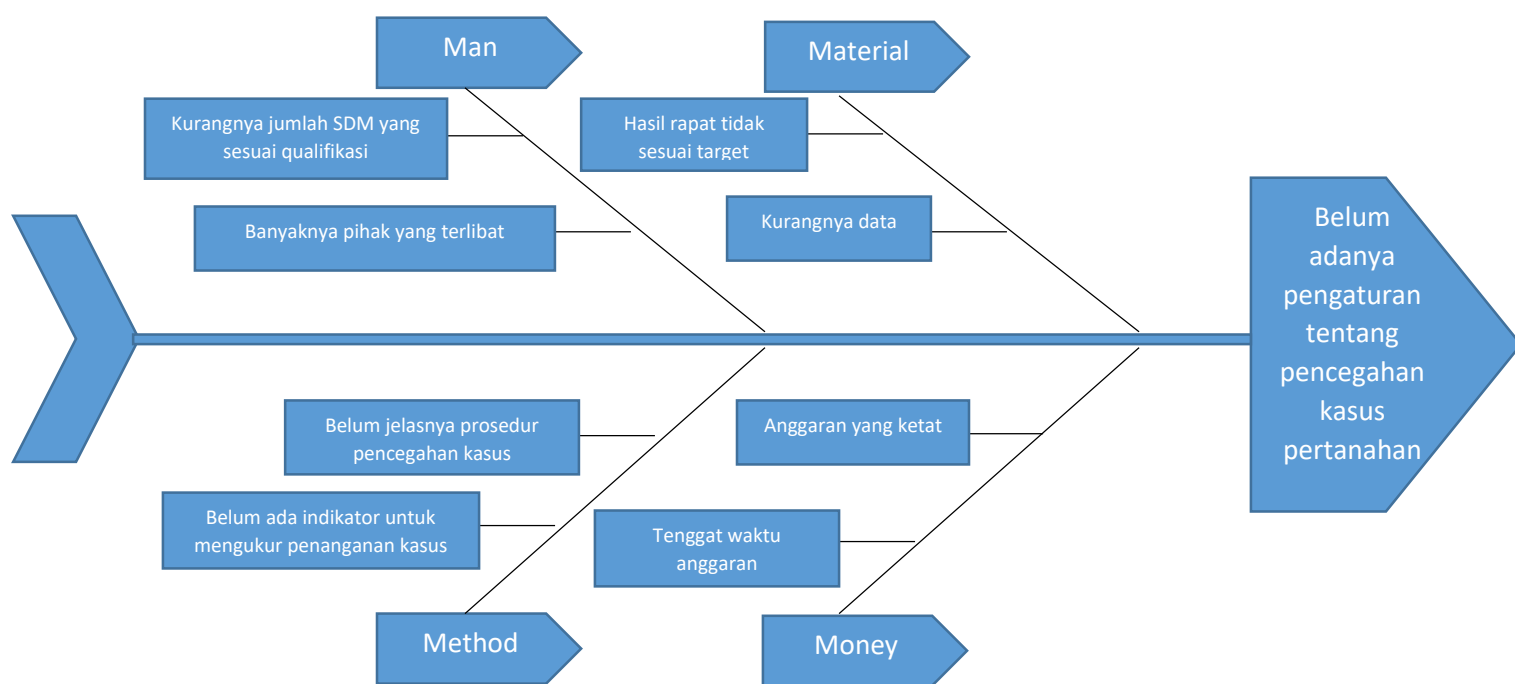 Man
Material
Kurangnya jumlah SDM yang
sesuai qualifikasi
Hasil rapat tidak
sesuai target
Banyaknya pihak yang terlibat
Kurangnya data
Belum
adanya
pengaturan
tentang
pencegahan
kasus
pertanahan
Belum jelasnya prosedur
pencegahan kasus
Anggaran yang ketat
Belum ada indikator untuk
mengukur penanganan kasus
Tenggat waktu
anggaran
Method
Money